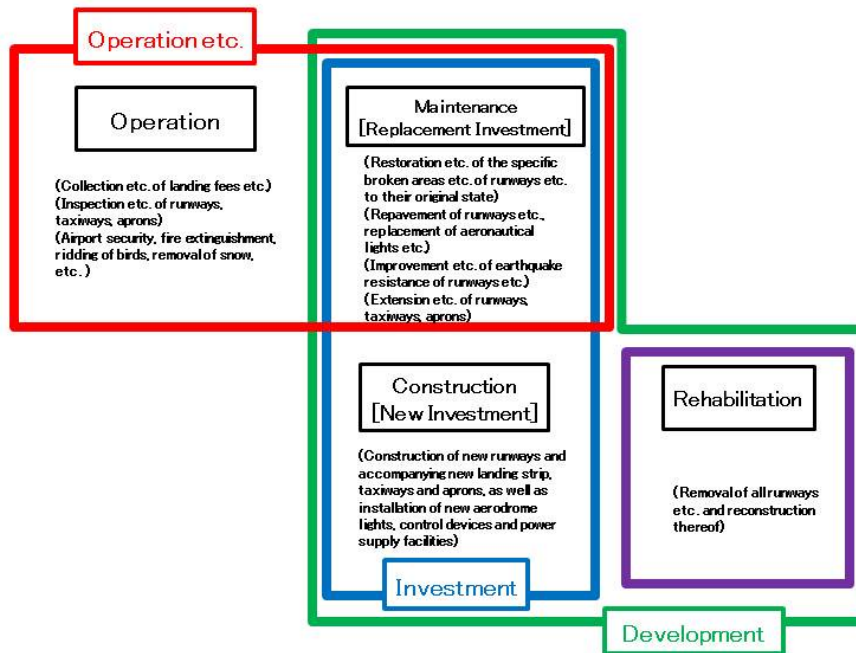 Operation etc.
Operation
(Collection etc. of landing fees etc.)
(Inspection etc. of runways,
taxiways, aprons)
(Airport security, fire extinguishment,
ridding of birds, removal of snow,
etc.)
Maintenance
[Replacement Investment]
(Restoration etc. of the specific
broken areas etc. of runways etc.
to their original state)
(Repavement of runways etc.,
replacement of aeronautical
lights etc.)
(Improvement etc. of earthquake
resistance of runways etc.)
(Extension etc. of runways,
taxiways, aprons)
Construction
[New Investment]
(Construction of new runways and
accompanying new landing strip,
taxiways and aprons, as well as
installation of new aerodrome
lights, control devices and power
supply facilities)
Investment
Rehabilitation
(Removal of all runways
etc. and reconstruction
thereof)
Development